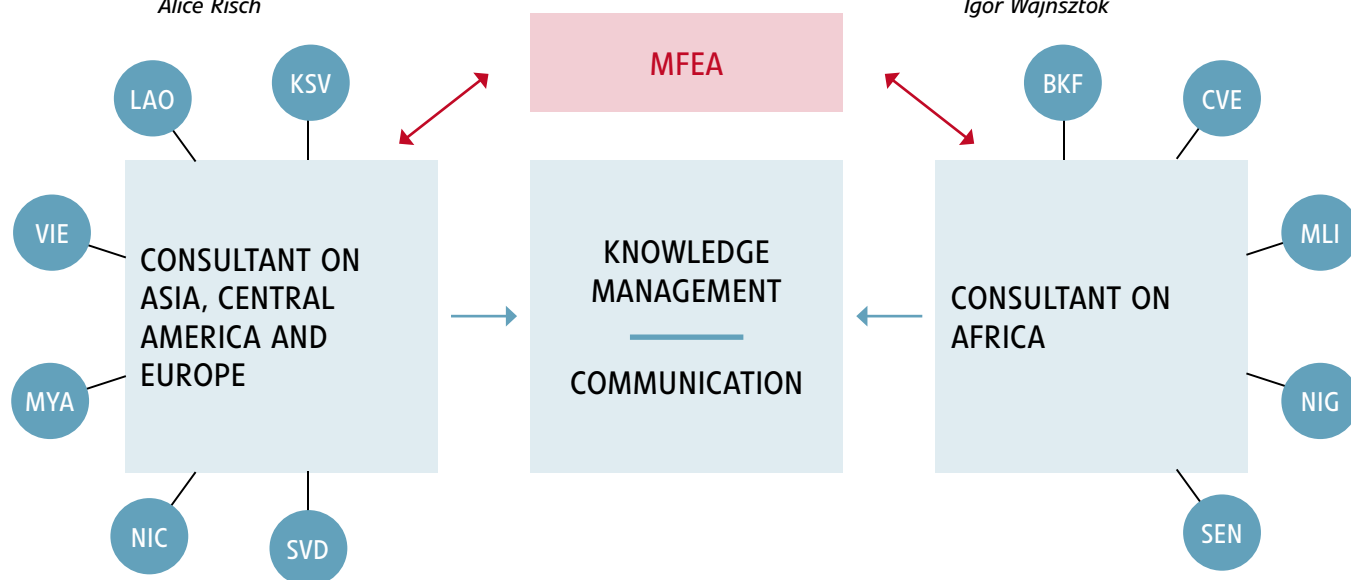 Alice Risch
Igor Wajnsztok
MFEA
LAO
KSV
VIE
MYA
NIC
SVD
CONSULTANT ON
ASIA, CENTRAL
AMERICA AND
EUROPE
KNOWLEDGE
MANAGEMENT
COMMUNICATION
CONSULTANT ON
AFRICA
BKF
CVE
MLI
NIG
SEN